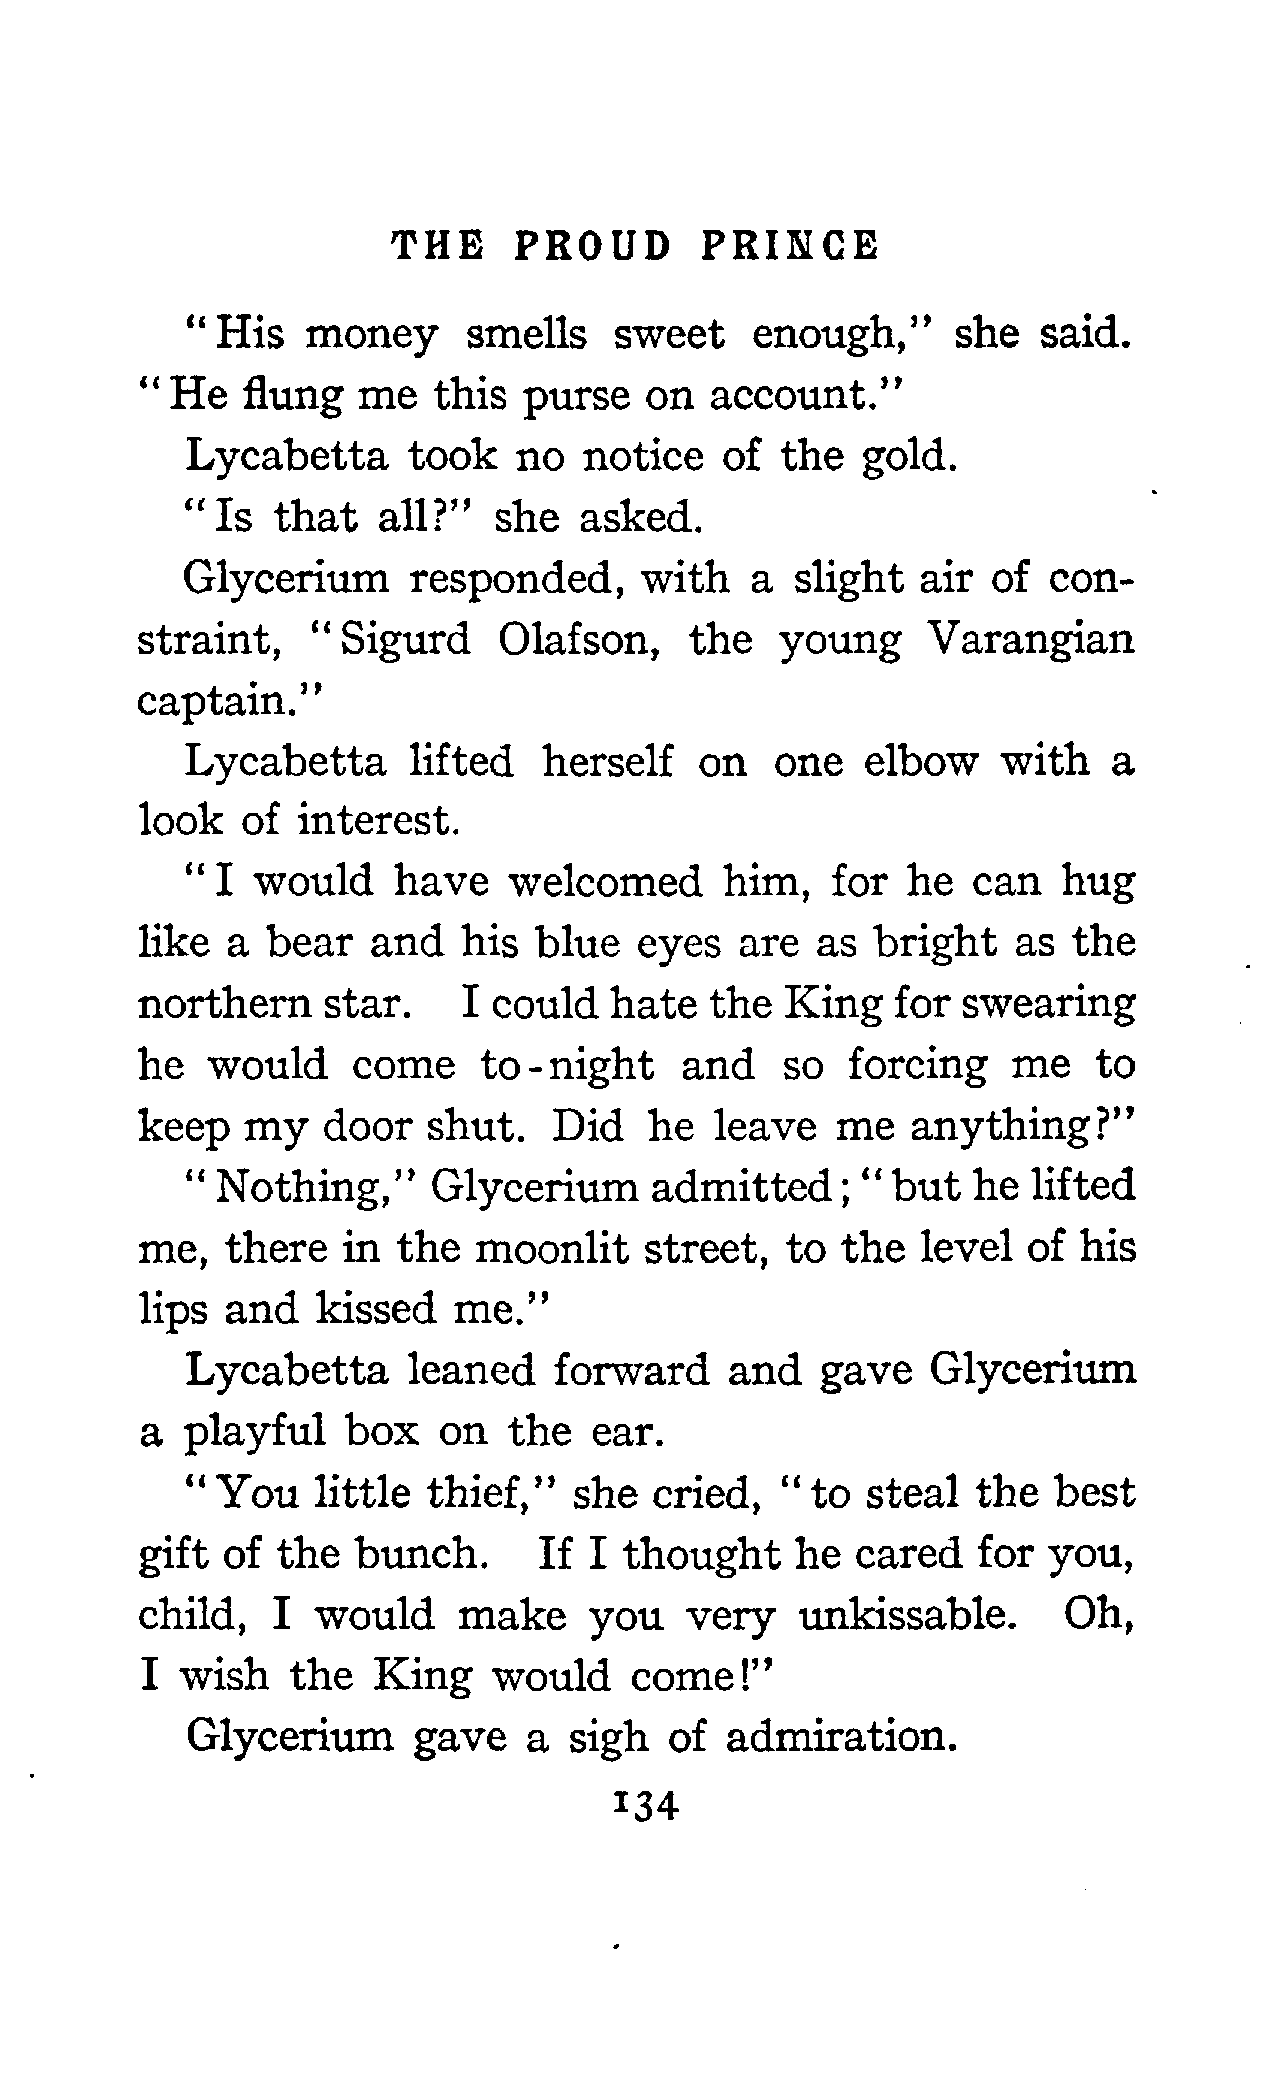 THE PROUD PRINCE
"His money smells sweet enough," she said.
"He flung me this purse on account."
Lycabetta took no notice of the gold.
"Is that all?" she asked.
Glycerium responded, with a slight air of con-
straint, "Sigurd Olafson, the young Varangian
captain."
Lycabetta lifted herself on one elbow with a
look of interest.
"I would have welcomed him, for he can hug
like a bear and his blue eyes are as bright as the
northern star. I could hate the King for swearing
he would come to-night and so forcing me to
keep my door shut. Did he leave me anything?"
"Nothing," Glycerium admitted; "but he lifted
me, there in the moonlit street, to the level of his
lips and kissed me."
Lycabetta leaned forward and gave Glycerium
a playful box on the ear.
"You little thief," she cried, "to steal the best
gift of the bunch. If I thought he cared for you,
child, I would make you very unkissable. Oh,
I wish the King would come!"
Glycerium gave a sigh of admiration.
134